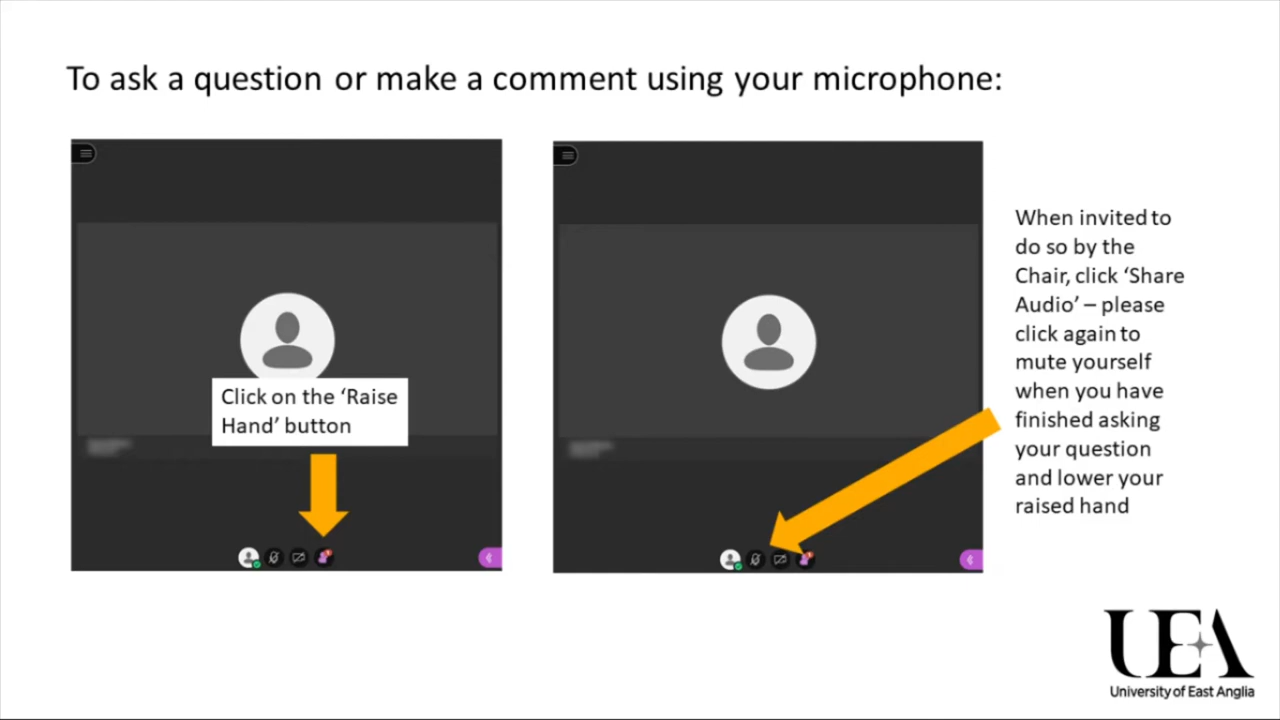 To ask a question or make a comment using your microphone:
Click on the ‘Raise
Hand’ button
When invited to
do so by the
Chair, click ‘Share
Audio’ – please
click again to
mute yourself
when you have
finished asking
your question
and lower your
raised hand
UEA
University of East Anglia